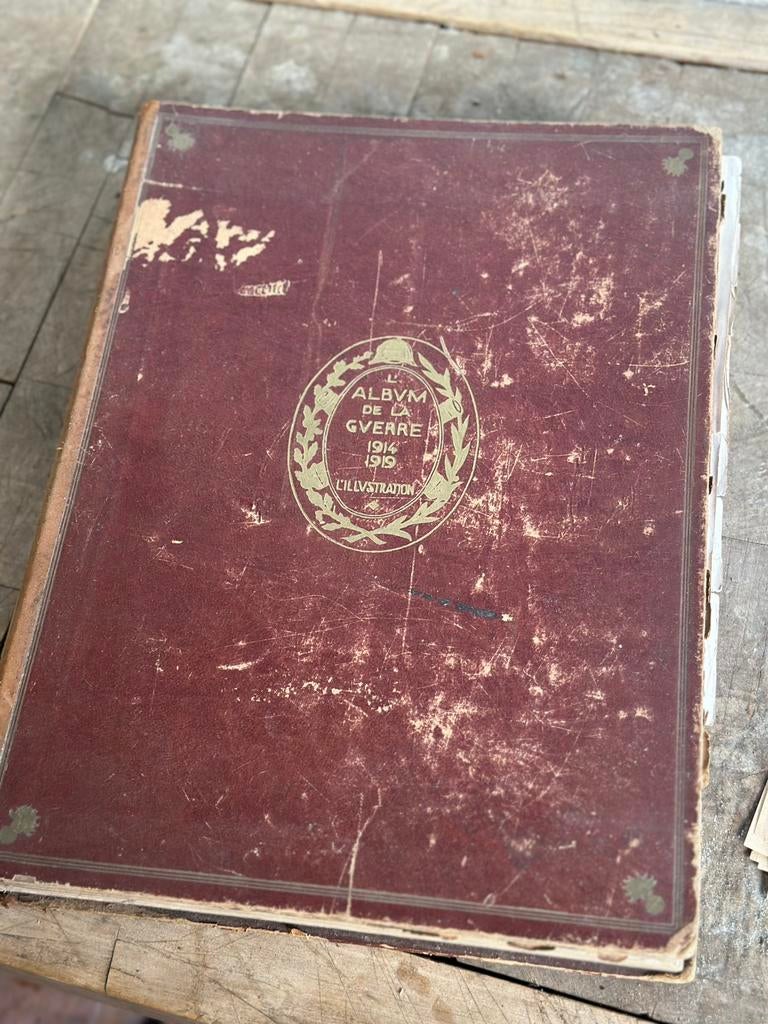 L'
ALBVM
DE LA
GVERRE
1914
1919
L'ILLVSTRATION